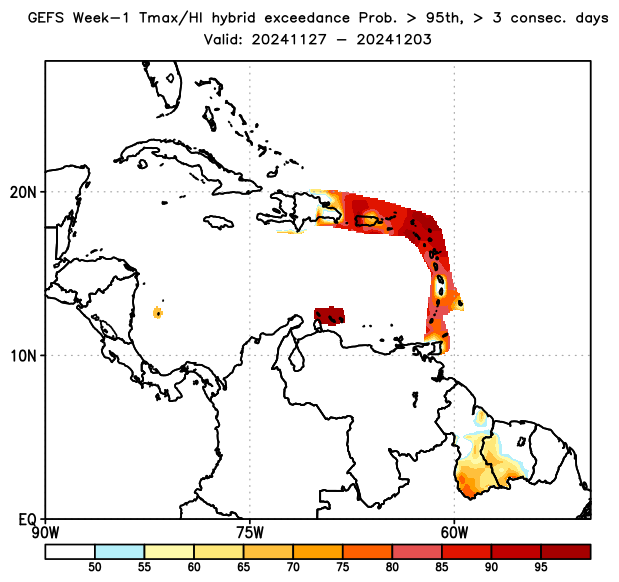 GEFS Week-1 Tmax/HI hybrid exceedance Prob. > 95th, > 3 consec. days
Valid: 20241127 - 20241203
20N
10N
EQ
90W 75W 60W
50 55 60 65 70 75 80 85 90 95